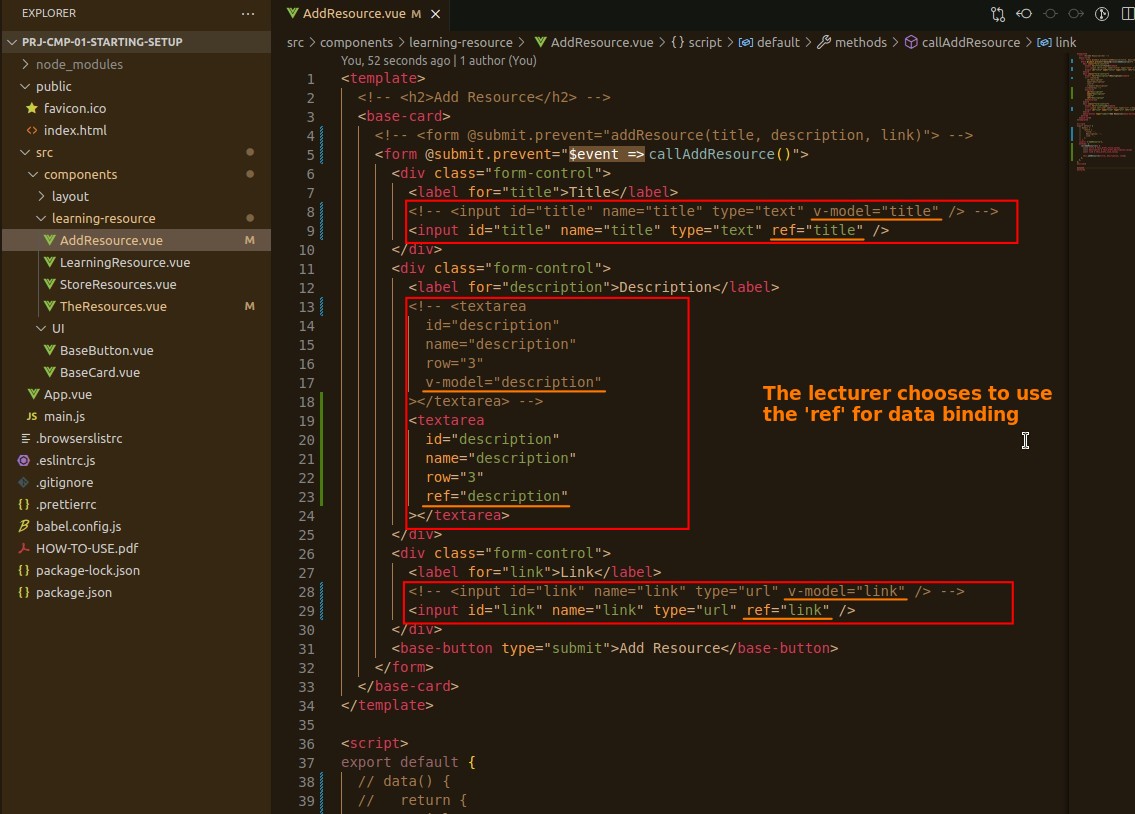 EXPLORER
···
PRJ-CMP-01-STARTING-SETUP
node_modules
public
favicon.ico
index.html
src
components
layout
learning-resource
AddResource.vue M
LearningResource.vue
StoreResources.vue
TheResources.vue M
UI
BaseButton.vue
BaseCard.vue
App.vue
JS main.js
.browserslistrc
.eslintrc.js
.gitignore
.prettierrc
babel.config.js
HOW-TO-USE.pdf
package-lock.json
package.json
AddResource.vue M
src > components > learning-resource > AddResource.vue > {} script > default > methods > callAddResource > link
You, 52 seconds ago | 1 author (You)
1 <template>
2 <!-- <h2>Add Resource</h2> -->
3 <base-card>
4 <!-- <form @submit.prevent="addResource(title, description, link)"> -->
5 <form @submit.prevent="$event => callAddResource()">
6 <div class="form-control">
7 <label for="title">Title</label>
8 <!-- <input id="title" name="title" type="text" v-model="title" /> -->
9 <input id="title" name="title" type="text" ref="title" />
10 </div>
11 <div class="form-control">
12 <label for="description">Description</label>
13 <!-- <textarea
14 id="description"
15 name="description"
16 row="3"
17 v-model="description"
18 ></textarea> -->
19 <textarea
20 id="description"
21 name="description"
22 row="3"
23 ref="description"
24 ></textarea>
25 </div>
26 <div class="form-control">
27 <label for="link">Link</label>
28 <!-- <input id="link" name="link" type="url" v-model="link" /> -->
29 <input id="link" name="link" type="url" ref="link" />
30 </div>
31 <base-button type="submit">Add Resource</base-button>
32 </form>
33 </base-card>
34 </template>
35
36 <script>
37 export default {
38 // data() {
39 // return {
The lecturer chooses to use
the 'ref' for data binding